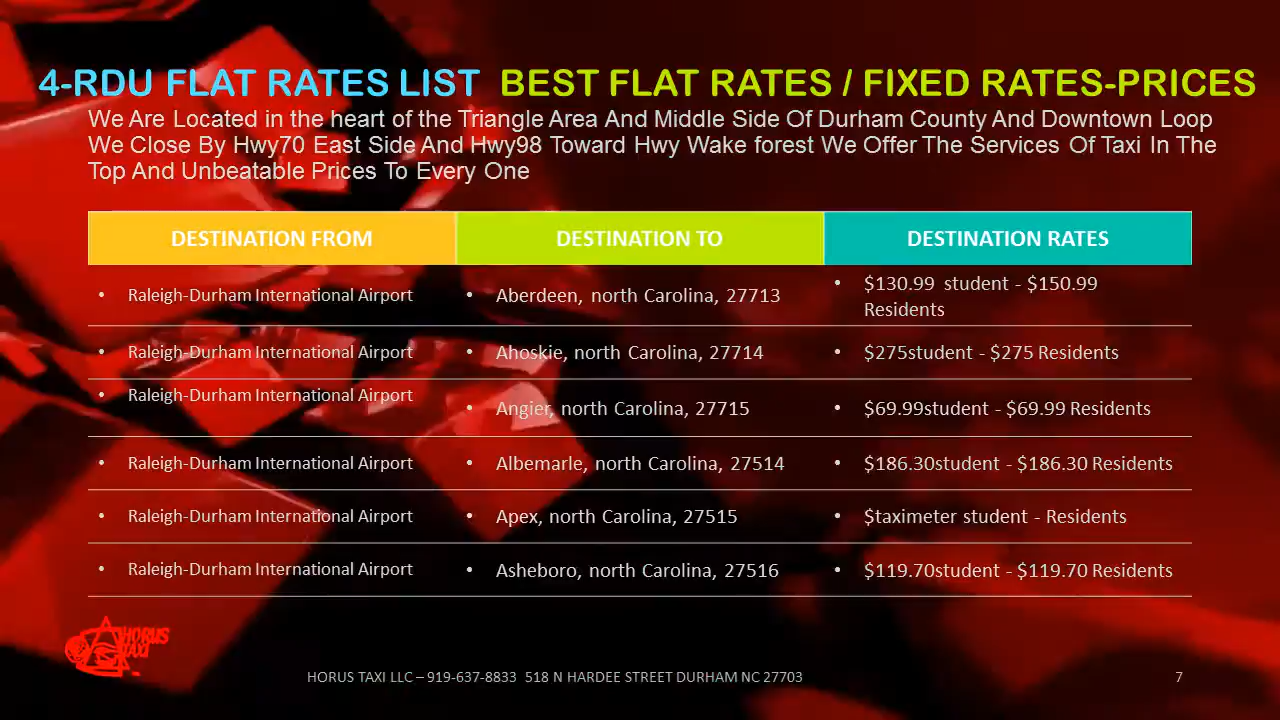 4-RDU FLAT RATES LIST BEST FLAT RATES / FIXED RATES-PRICES
We Are Located in the heart of the Triangle Area And Middle Side Of Durham County And Downtown Loop
We Close By Hwy70 East Side And Hwy98 Toward Hwy Wake forest We Offer The Services Of Taxi In The
Top And Unbeatable Prices To Every One
DESTINATION FROM DESTINATION TO DESTINATION RATES
• Raleigh-Durham International Airport • Aberdeen, north Carolina, 27713 • $130.99 student - $150.99
Residents
• Raleigh-Durham International Airport • Ahoskie, north Carolina, 27714 • $275student - $275 Residents
• Raleigh-Durham International Airport • Angier, north Carolina, 27715 • $69.99student - $69.99 Residents
• Raleigh-Durham International Airport • Albemarle, north Carolina, 27514 • $186.30student - $186.30 Residents
• Raleigh-Durham International Airport • Apex, north Carolina, 27515 • $taximeter student - Residents
• Raleigh-Durham International Airport • Asheboro, north Carolina, 27516 • $119.70student - $119.70 Residents
HORUS
TAXI
HORUS TAXI LLC – 919-637-8833 518 N HARDEE STREET DURHAM NC 27703 7